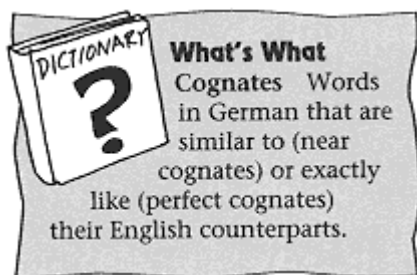 DICTIONARY
?
What's What
Cognates Words
in German that are
similar to (near
cognates) or exactly
like (perfect cognates)
their English counterparts.